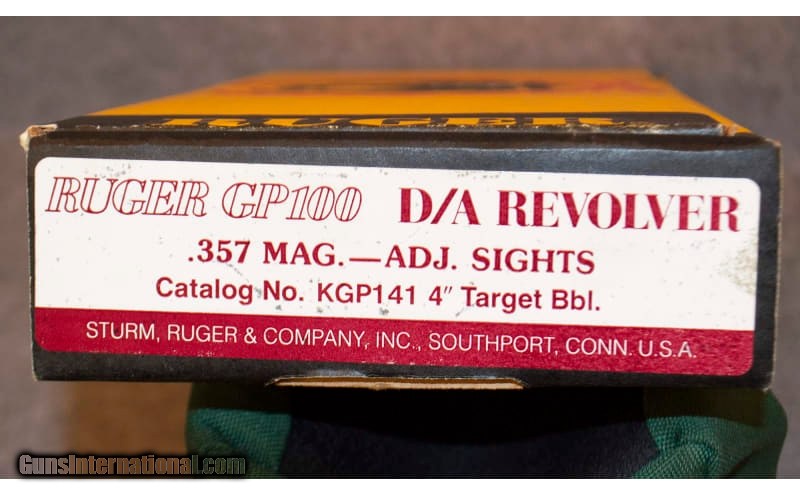 RUGER
RUGER GP100 D/A REVOLVER
.357 MAG.—ADJ. SIGHTS
Catalog No. KGP141 4" Target Bbl.
STURM, RUGER & COMPANY, INC., SOUTHPORT, CONN. U.S.A.
GunsInternational.com